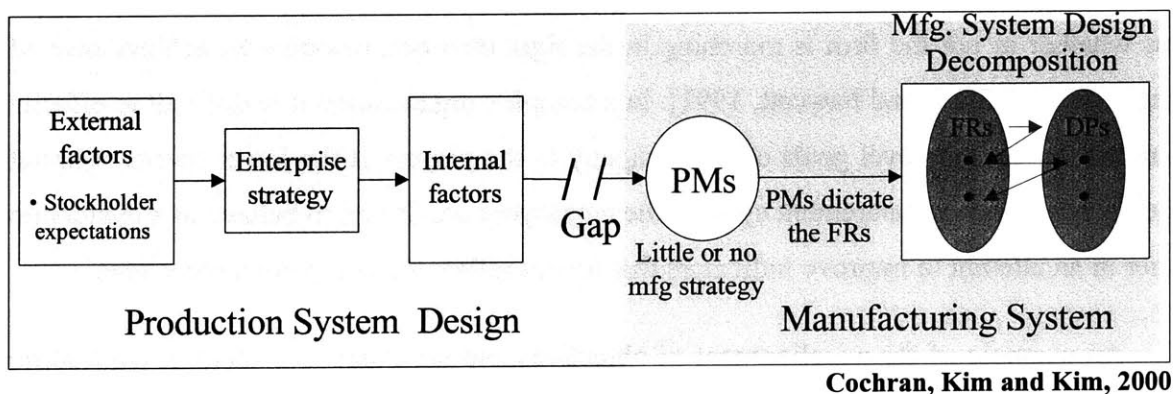 Mfg. System Design
Decomposition
External
factors
• Stockholder
expectations
Enterprise
strategy
Internal
factors
Gap
PMs
Little or no
mfg strategy
PMs dictate
the FRs
FRs
DPs
Production System Design
Manufacturing System
Cochran, Kim and Kim, 2000